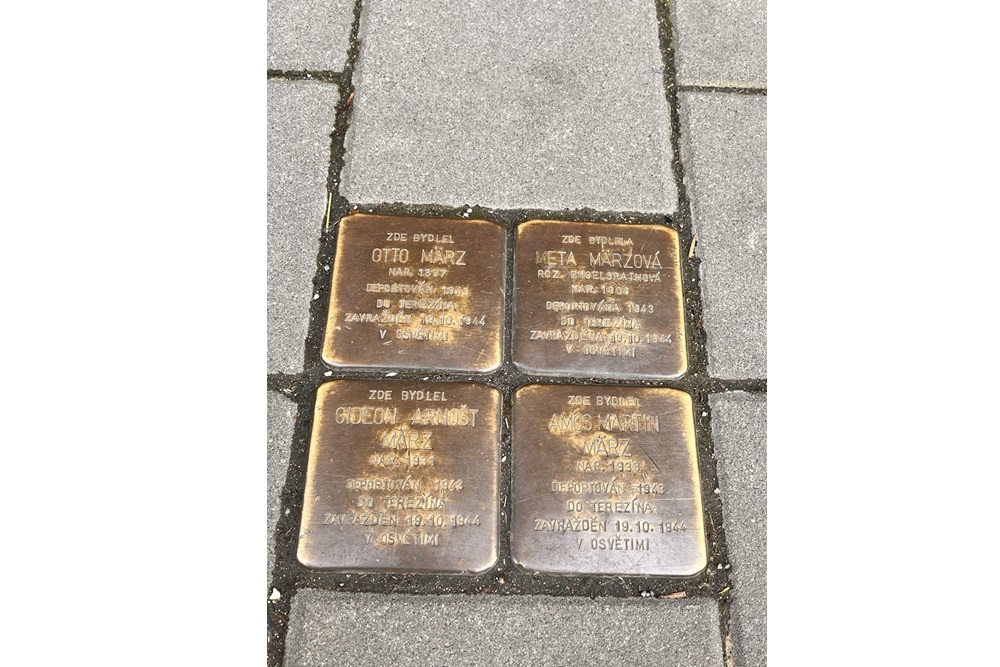 ZDE BYDLEL
OTTO MÄRZ
NAR. 1897
DEPORTOVÁN 1943
DO TEREZÍNA
ZAVRAŽDĚN 19.10.1944
V OSVĚTIMI
ZDE BYDLELA
META MÄRZOVÁ
ROZ. ENGELSRATHOVÁ
NAR.
DEPORTOVÁNA 1943
DO TEREZÍNA
ZAVRAŽDĚNA 19.10.1944
V OSVĚTIMI
ZDE BYDLEL
GIDEON ARNOŠT
MÄRZ
NAR.
DEPORTOVÁN 1943
DO TEREZÍNA
ZAVRAŽDĚN 19.10.1944
V OSVĚTIMI
ZDE BYDLEL
AMOS MARTIN
MÄRZ
NAR. 1933
DEPORTOVÁN 1943
DO TEREZÍNA
ZAVRAŽDĚN 19.10.1944
V OSVĚTIMI